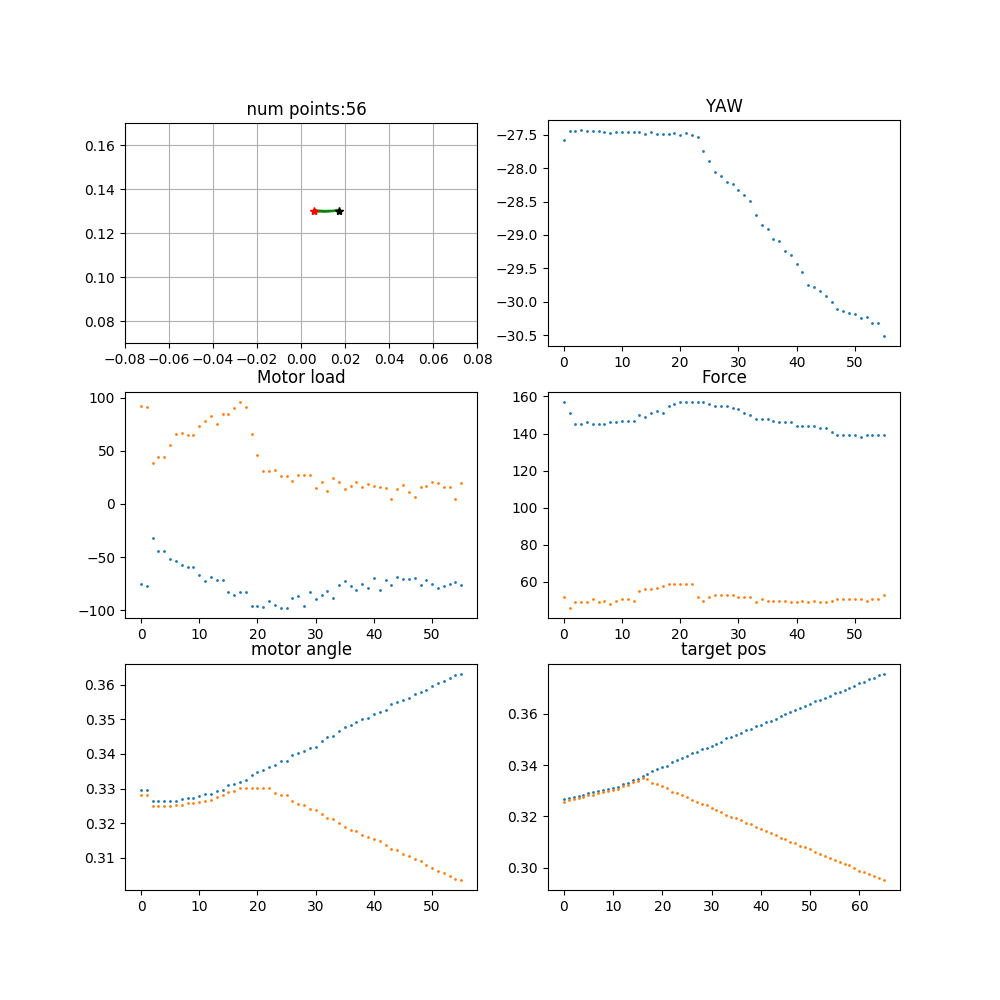 num points:56
0.16
0.14
0.12
0.10
0.08
−0.08 −0.06 −0.04 −0.02 0.00 0.02 0.04 0.06 0.08
YAW
−27.5
−28.0
−28.5
−29.0
−29.5
−30.0
−30.5
0 10 20 30 40 50
Motor load
100
50
0
−50
−100
0 10 20 30 40 50
Force
160
140
120
100
80
60
0 10 20 30 40 50
motor angle
0.36
0.35
0.34
0.33
0.32
0.31
0 10 20 30 40 50
target pos
0.36
0.34
0.32
0.30
0 10 20 30 40 50 60